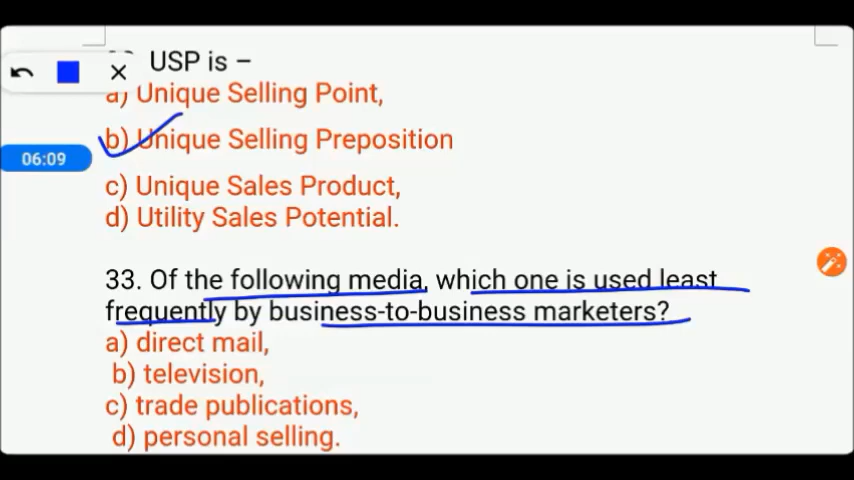 USP is –
a) Unique Selling Point,
b) Unique Selling Preposition
06:09
c) Unique Sales Product,
d) Utility Sales Potential.
33. Of the following media, which one is used least
frequently by business-to-business marketers?
a) direct mail,
b) television,
c) trade publications,
d) personal selling.